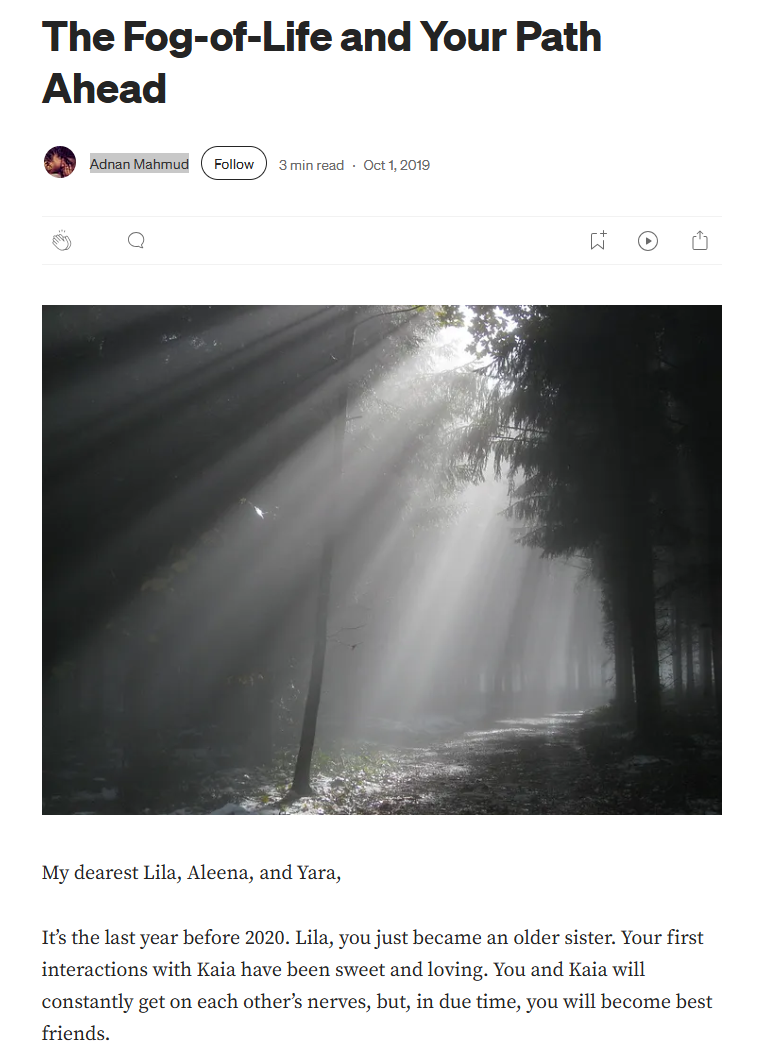 The Fog-of-Life and Your Path
Ahead
Adnan Mahmud Follow 3 min read · Oct 1, 2019
My dearest Lila, Aleena, and Yara,
It’s the last year before 2020. Lila, you just became an older sister. Your first
interactions with Kaia have been sweet and loving. You and Kaia will
constantly get on each other’s nerves, but, in due time, you will become best
friends.